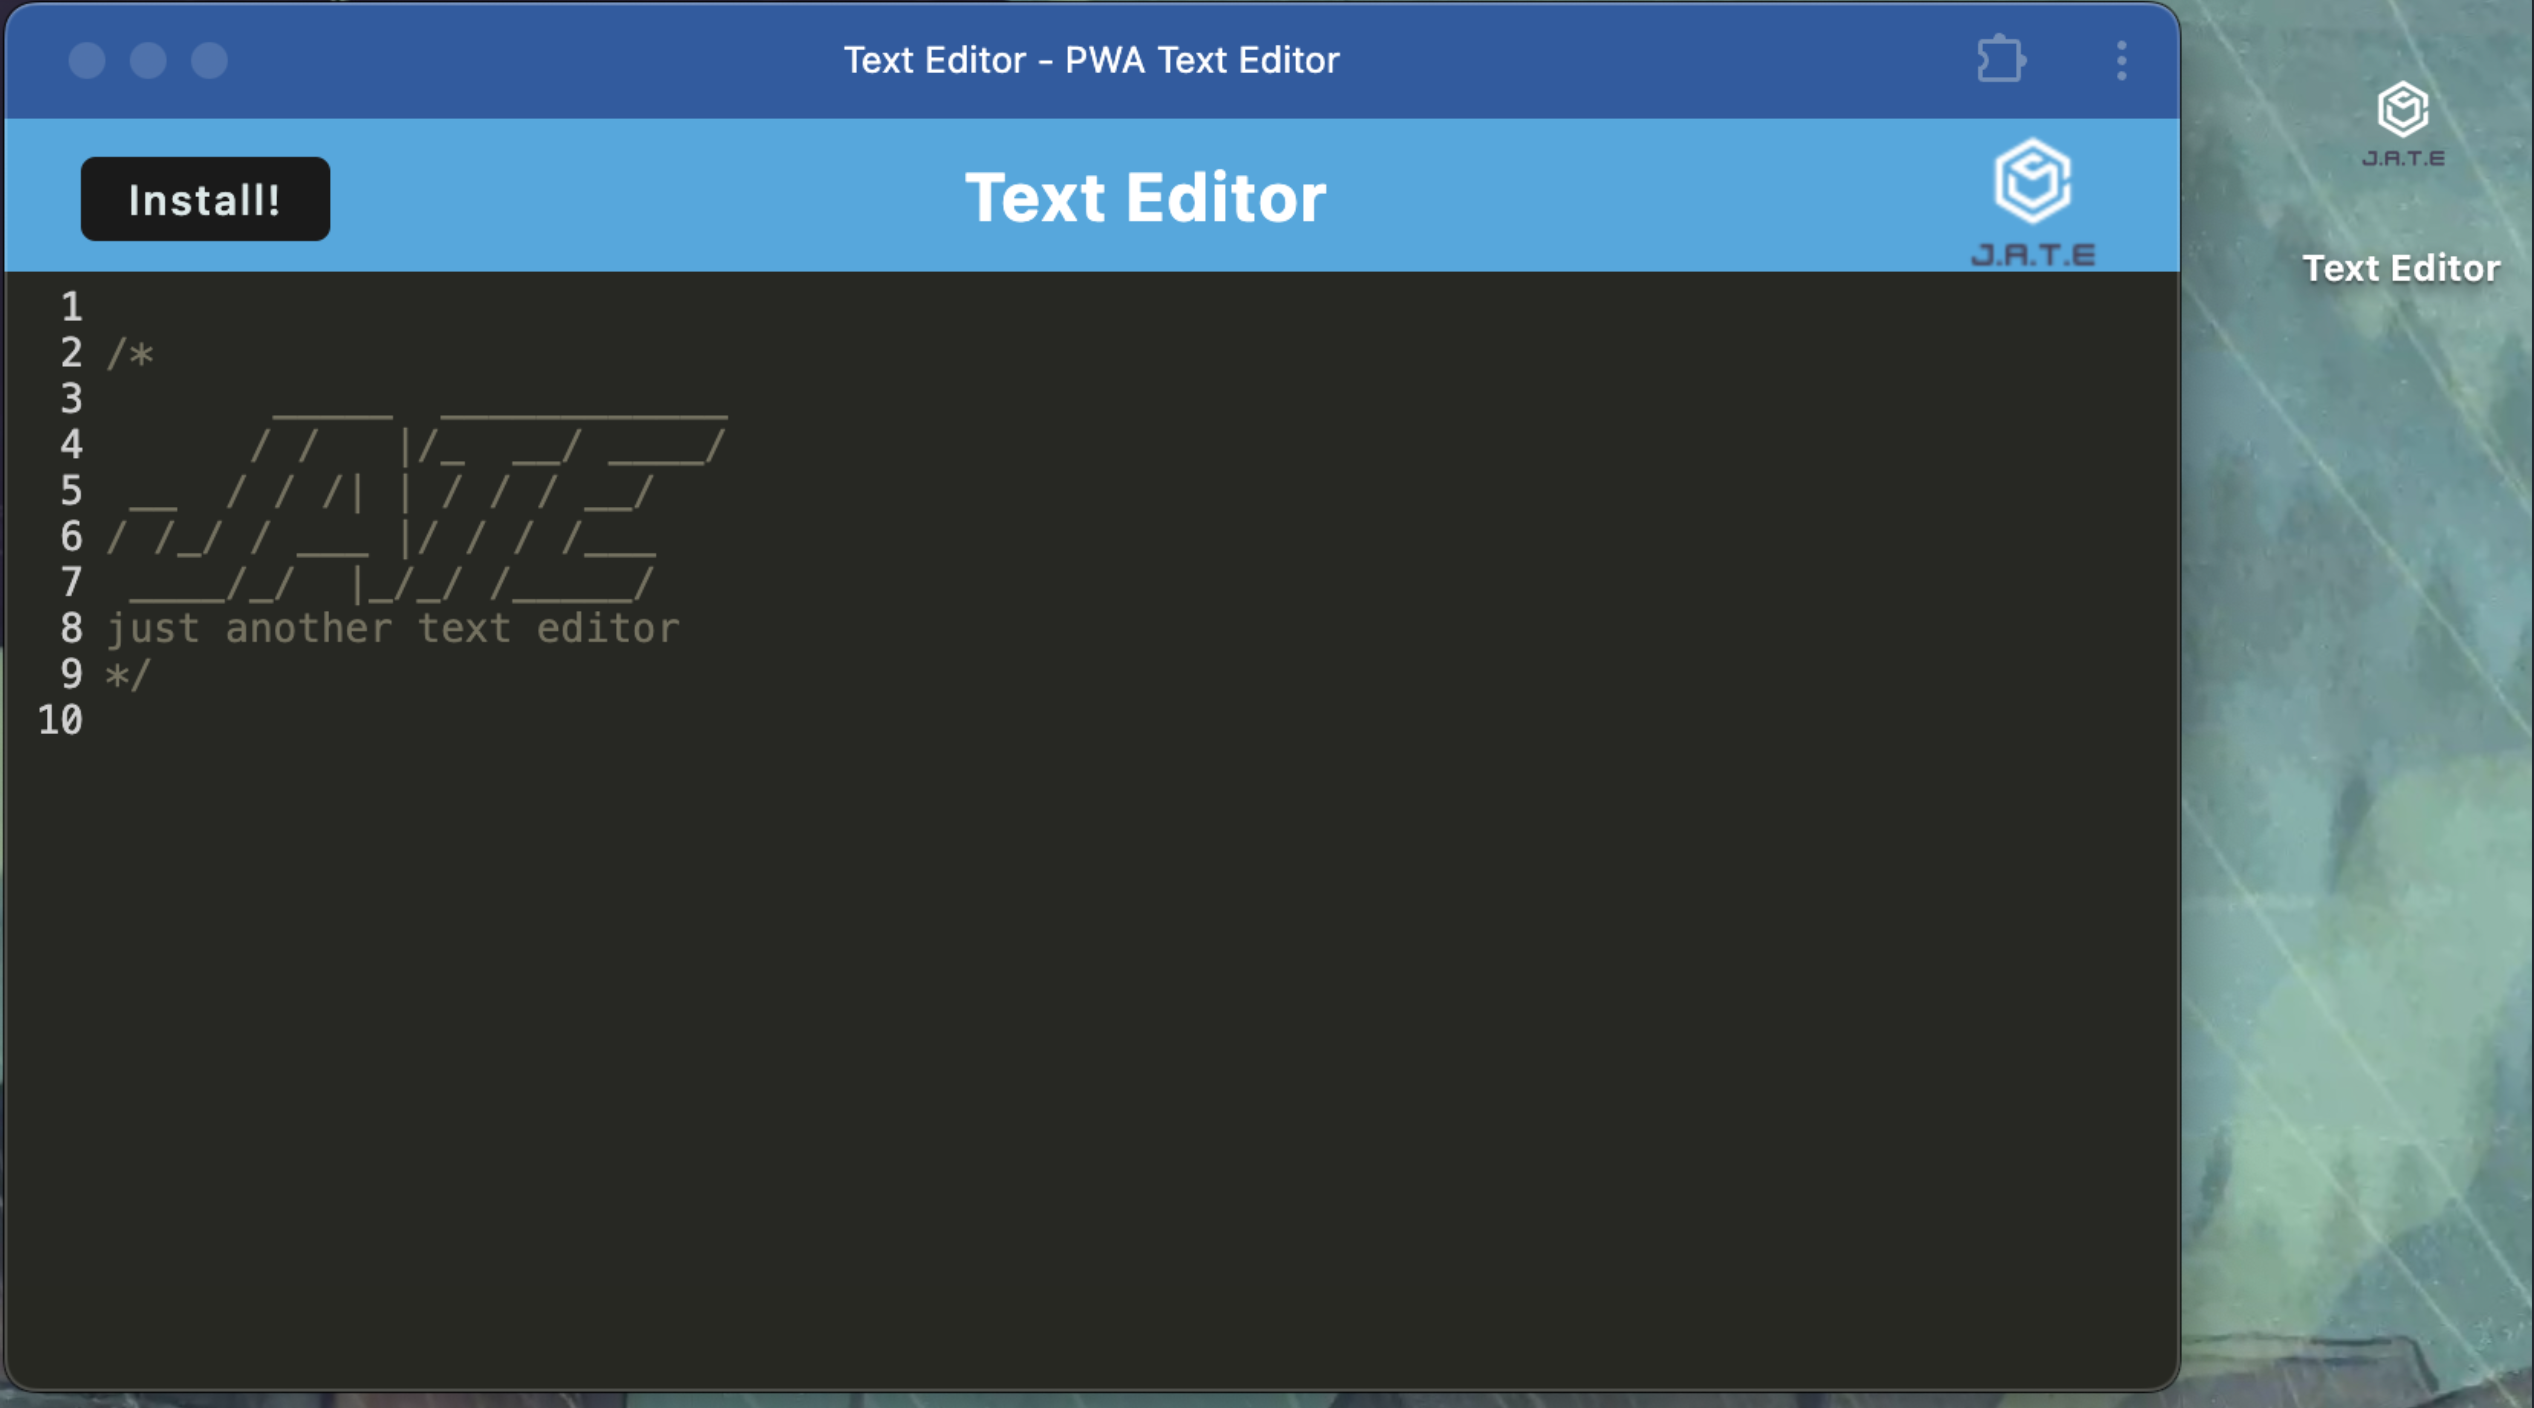 Text Editor - PWA Text Editor
Install!
Text Editor
J.A.T.E
J.A.T.E
Text Editor
1
2 /*
3        _____  ____________
4       / /   |/_  __/ ____/
5  __  / / /| | / / / __/
6 / /_/ / ___ |/ / / /___
7  ____/_/  |_/_/ /_____/
8 just another text editor
9 */
10